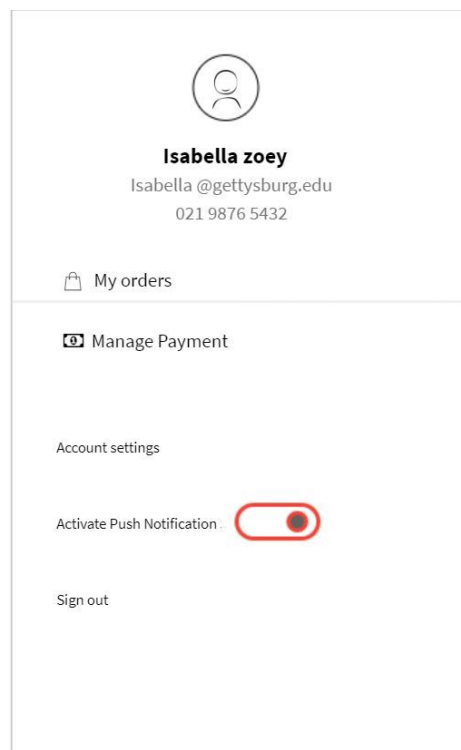 Isabella zoey
Isabella @gettysburg.edu
021 9876 5432
My orders
Manage Payment
Account settings
Activate Push Notification
Sign out